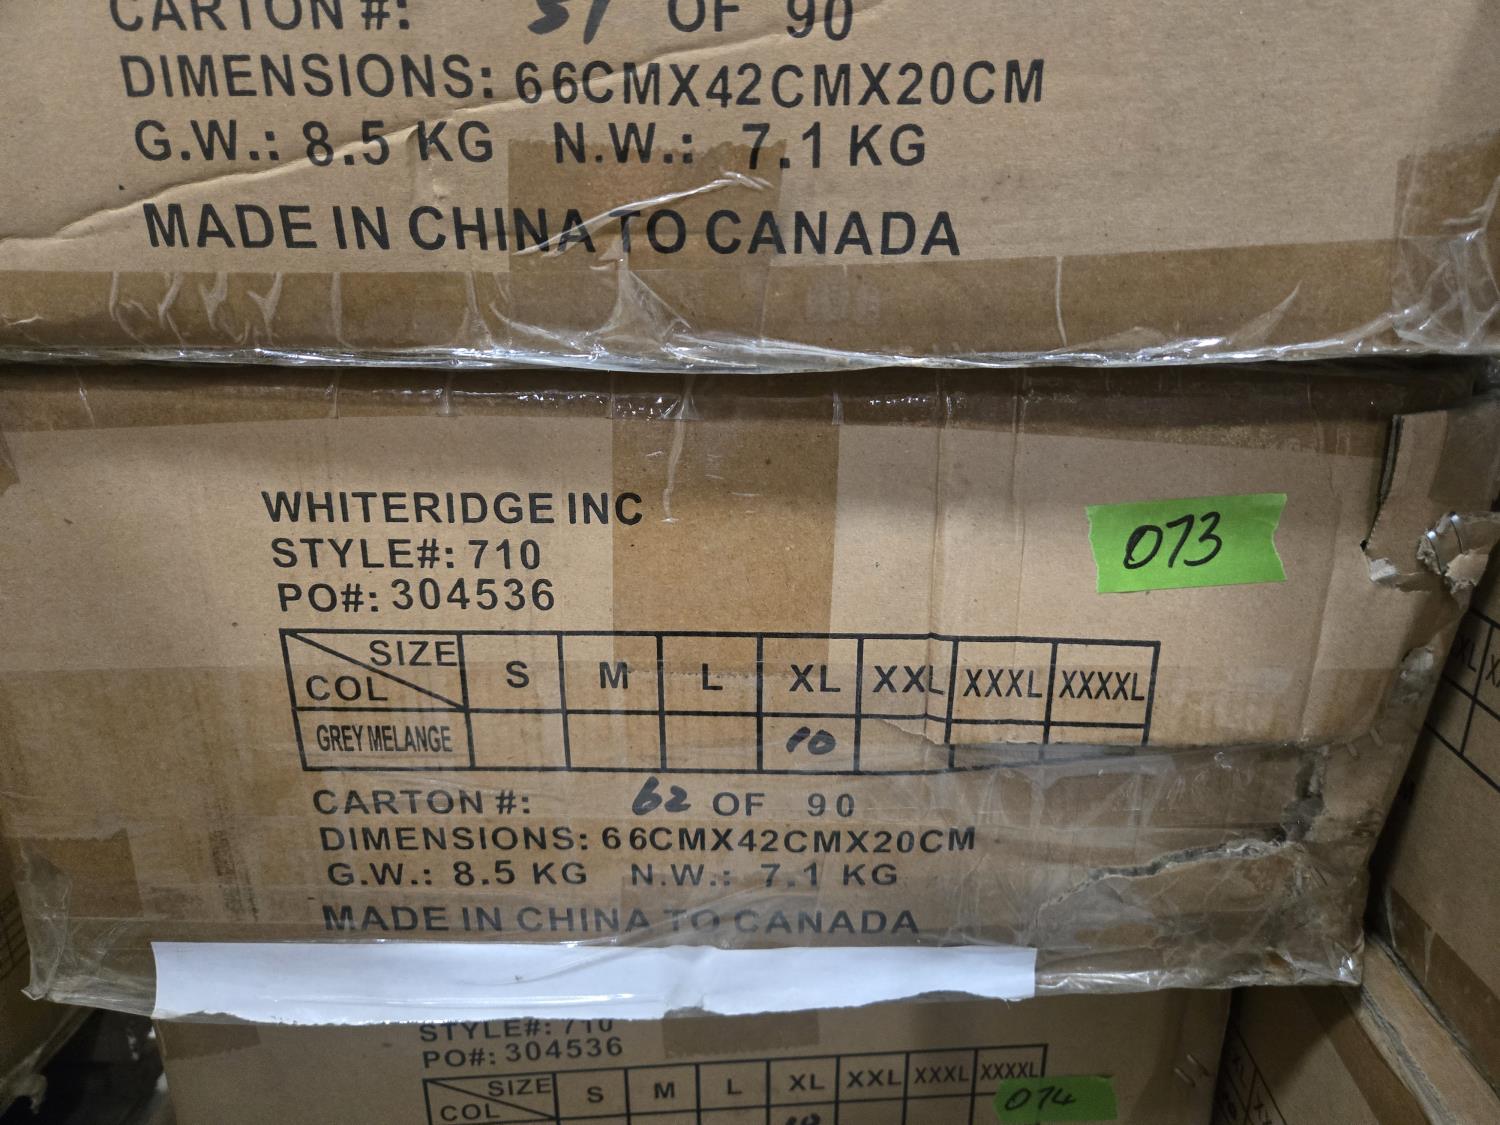 CARTON #: 51 OF 90
DIMENSIONS: 66CMX42CMX20CM
G.W.: 8.5 KG N.W.: 7.1 KG
MADE IN CHINA TO CANADA
WHITERIDGE INC
STYLE#: 710
PO#: 304536
073
SIZE S M L XL XXL XXXL XXXXL
COL
GREY MELANGE 10
CARTON #: 62 OF 90
DIMENSIONS: 66CMX42CMX20CM
G.W.: 8.5 KG N.W.: 7.1 KG
MADE IN CHINA TO CANADA
STYLE#: 710
PO#: 304536
SIZE S M L XL XXL XXXL XXXXL
COL
074
10